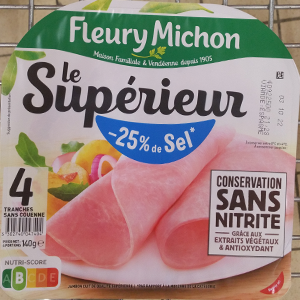 Fleury Michon
Maison Familiale & Vendéenne depuis 1905
le
Supérieur
-25% de Sel*
4
TRANCHES
SANS COUENNE
140g
CONSERVATION
SANS
NITRITE
GRÂCE AUX
EXTRAITS VÉGÉTAUX
& ANTIOXYDANT
NUTRI-SCORE
A B C D E